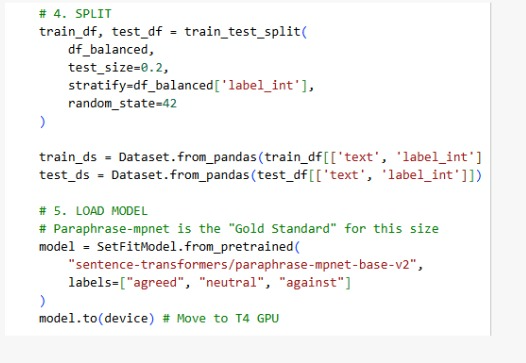 # 4. SPLIT
train_df, test_df = train_test_split(
    df_balanced,
    test_size=0.2,
    stratify=df_balanced['label_int'],
    random_state=42
)
train_ds = Dataset.from_pandas(train_df[['text', 'label_int']
test_ds = Dataset.from_pandas(test_df[['text', 'label_int']])
# 5. LOAD MODEL
# Paraphrase-mpnet is the "Gold Standard" for this size
model = SetFitModel.from_pretrained(
    "sentence-transformers/paraphrase-mpnet-base-v2",
    labels=["agreed", "neutral", "against"]
)
model.to(device) # Move to T4 GPU